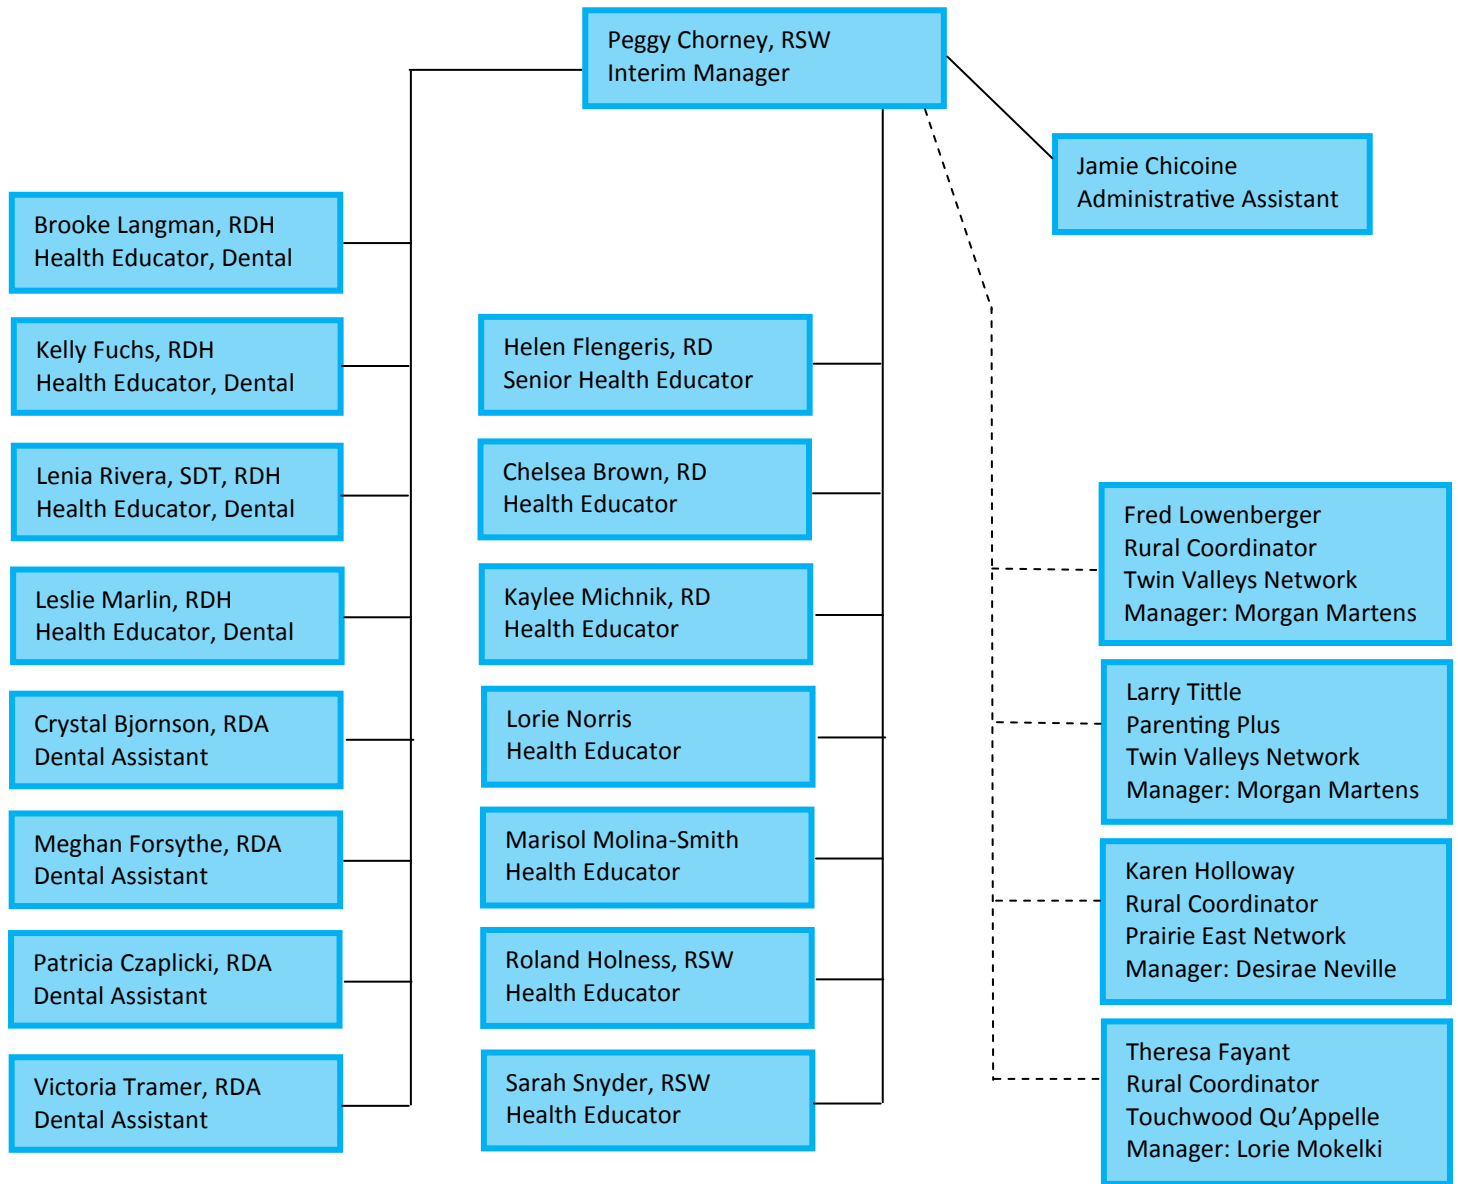 Peggy Chorney, RSW
Interim Manager
Jamie Chicoine
Administrative Assistant
Brooke Langman, RDH
Health Educator, Dental
Kelly Fuchs, RDH
Health Educator, Dental
Lenia Rivera, SDT, RDH
Health Educator, Dental
Leslie Marlin, RDH
Health Educator, Dental
Crystal Bjornson, RDA
Dental Assistant
Meghan Forsythe, RDA
Dental Assistant
Patricia Czaplicki, RDA
Dental Assistant
Victoria Tramer, RDA
Dental Assistant
Helen Flengeris, RD
Senior Health Educator
Chelsea Brown, RD
Health Educator
Kaylee Michnik, RD
Health Educator
Lorie Norris
Health Educator
Marisol Molina-Smith
Health Educator
Roland Holness, RSW
Health Educator
Sarah Snyder, RSW
Health Educator
Fred Lowenberger
Rural Coordinator
Twin Valleys Network
Manager: Morgan Martens
Larry Tittle
Parenting Plus
Twin Valleys Network
Manager: Morgan Martens
Karen Holloway
Rural Coordinator
Prairie East Network
Manager: Desirae Neville
Theresa Fayant
Rural Coordinator
Touchwood Qu’Appelle
Manager: Lorie Mokelki